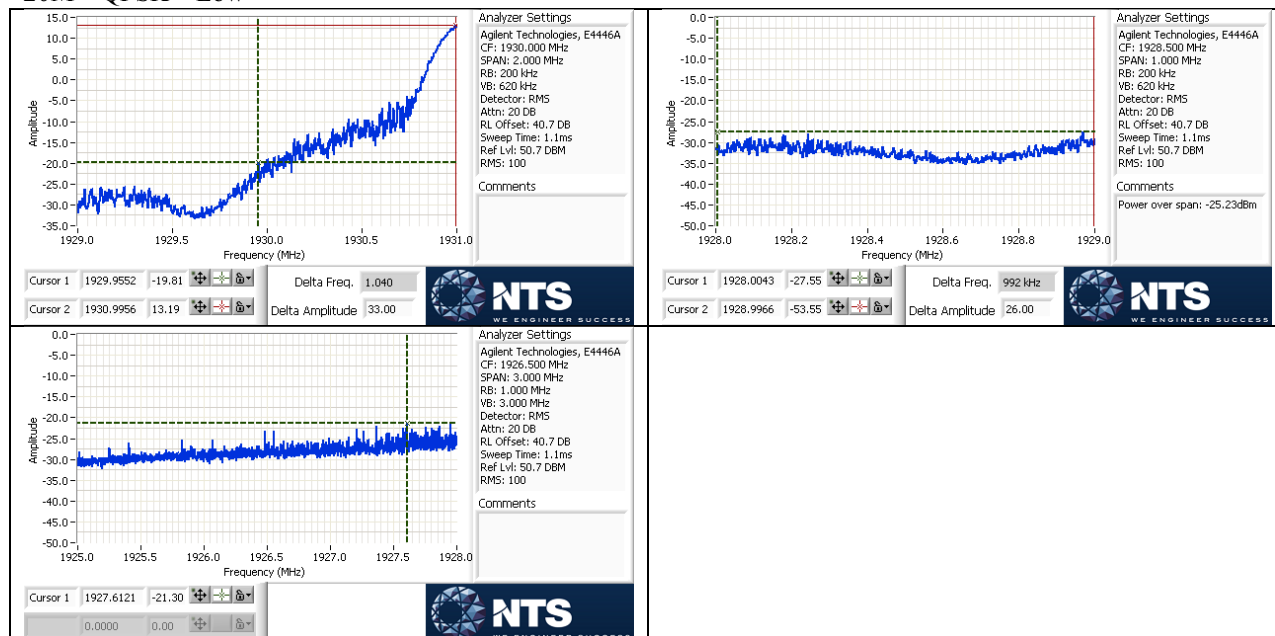 15.0
10.0
5.0
0.0
-5.0
-10.0
-15.0
-20.0
-25.0
-30.0
-35.0
Amplitude
1929.0 1929.5 1930.0 1930.5 1931.0
Frequency (MHz)
Analyzer Settings
Agilent Technologies, E4446A
CF: 1930.000 MHz
SPAN: 2.000 MHz
RB: 200 kHz
VB: 620 kHz
Detector: RMS
Attn: 20 DB
RL Offset: 40.7 DB
Sweep Time: 1.1ms
Ref Lvl: 50.7 DBM
RMS: 100
Comments
Cursor 1 1929.9552 -19.81
Cursor 2 1930.9956 13.19
Delta Freq. 1.040
Delta Amplitude 33.00
NTS
WE ENGINEER SUCCESS
0.0
-5.0
-10.0
-15.0
-20.0
-25.0
-30.0
-35.0
-40.0
-45.0
-50.0
Amplitude
1928.0 1928.2 1928.4 1928.6 1928.8 1929.0
Frequency (MHz)
Analyzer Settings
Agilent Technologies, E4446A
CF: 1928.500 MHz
SPAN: 1.000 MHz
RB: 200 kHz
VB: 620 kHz
Detector: RMS
Attn: 20 DB
RL Offset: 40.7 DB
Sweep Time: 1.1ms
Ref Lvl: 50.7 DBM
RMS: 100
Comments
Power over span: -25.23dBm
Cursor 1 1928.0043 -27.55
Cursor 2 1928.9966 -53.55
Delta Freq. 992 kHz
Delta Amplitude 26.00
NTS
WE ENGINEER SUCCESS
0.0
-5.0
-10.0
-15.0
-20.0
-25.0
-30.0
-35.0
-40.0
-45.0
-50.0
Amplitude
1925.0 1925.5 1926.0 1926.5 1927.0 1927.5 1928.0
Frequency (MHz)
Analyzer Settings
Agilent Technologies, E4446A
CF: 1926.500 MHz
SPAN: 3.000 MHz
RB: 1.000 MHz
VB: 3.000 MHz
Detector: RMS
Attn: 20 DB
RL Offset: 40.7 DB
Sweep Time: 1.1ms
Ref Lvl: 50.7 DBM
RMS: 100
Comments
Cursor 1 1927.6121 -21.30
0.0000 0.00
NTS